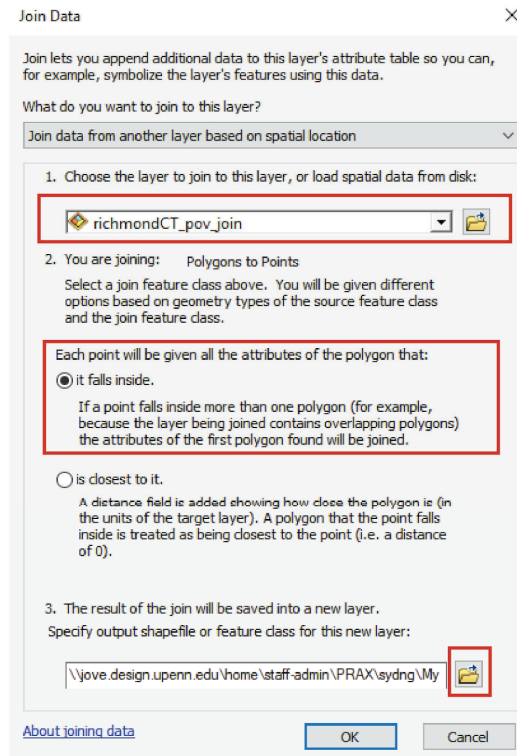 Join Data
Join lets you append additional data to this layer's attribute table so you can,
for example, symbolize the layer's features using this data.
What do you want to join to this layer?
Join data from another layer based on spatial location
1. Choose the layer to join to this layer, or load spatial data from disk:
richmondCT_pov_join
2. You are joining: Polygons to Points
Select a join feature class above. You will be given different
options based on geometry types of the source feature class
and the join feature class.
Each point will be given all the attributes of the polygon that:
it falls inside.
If a point falls inside more than one polygon (for example,
because the layer being joined contains overlapping polygons)
the attributes of the first polygon found will be joined.
is closest to it.
A distance field is added showing how close the polygon is (in
the units of the target layer). A polygon that the point falls
inside is treated as being closest to the point (i.e. a distance
of 0).
3. The result of the join will be saved into a new layer.
Specify output shapefile or feature class for this new layer:
\\jove.design.upenn.edu\home\staff-admin\PRAX\sydng\My
About joining data
OK
Cancel